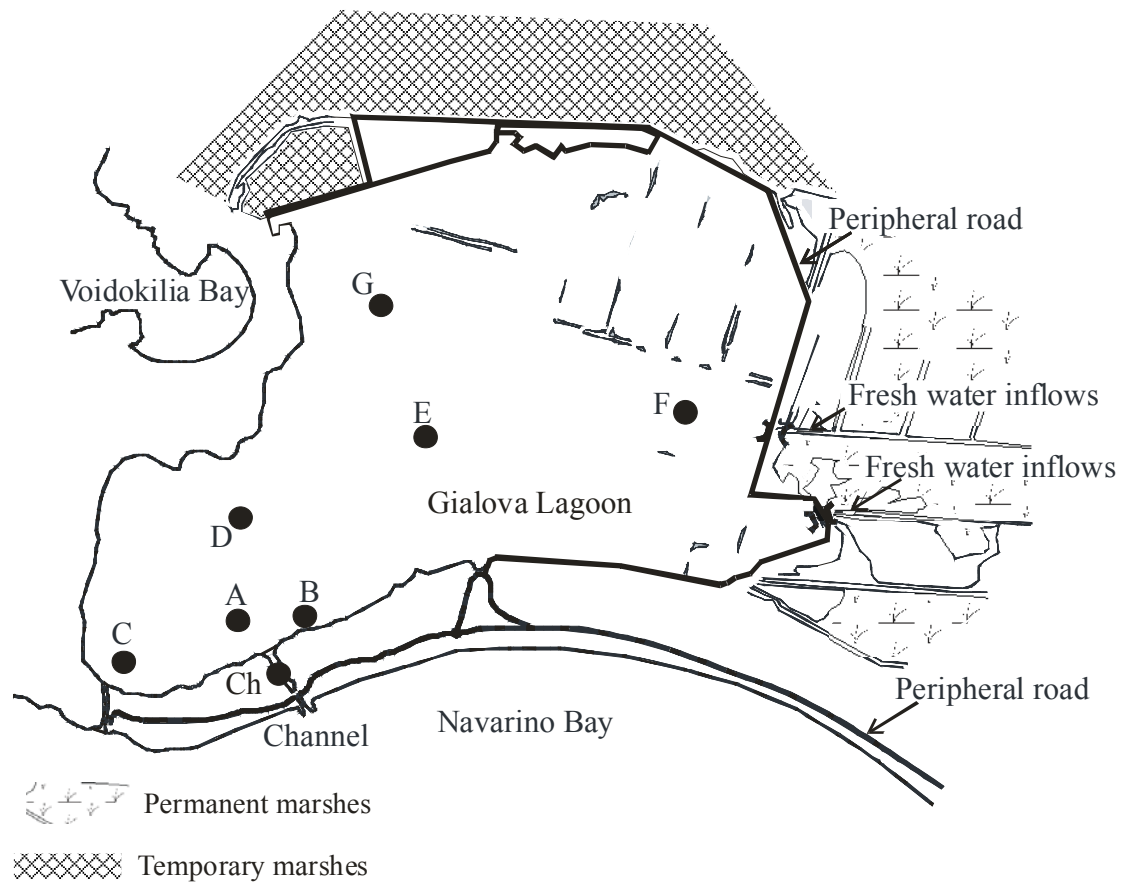 Peripheral road
Voidokilia Bay
G
Fresh water inflows
F
E
Fresh water inflows
Gialova Lagoon
D
A
B
C
Ch
Peripheral road
Navarino Bay
Channel
Permanent marshes
Temporary marshes